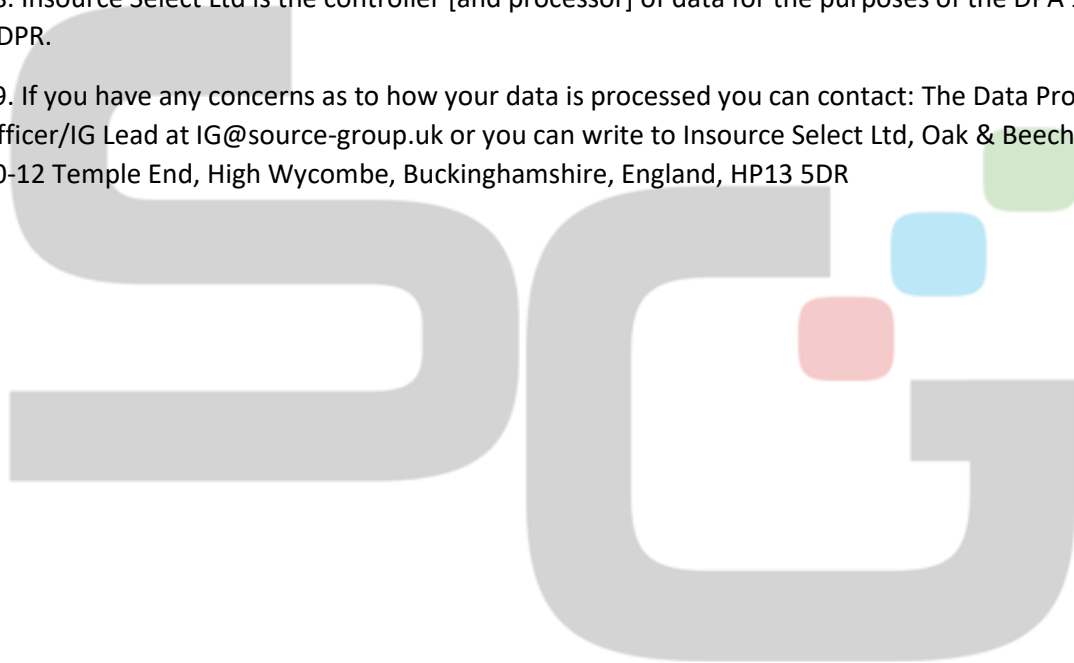 . Insource Select Ltd is the controller [and processor] of data for the purposes of the DPA
DPR.
9. If you have any concerns as to how your data is processed you can contact: The Data Pro
fficer/IG Lead at IG@source-group.uk or you can write to Insource Select Ltd, Oak & Beech
0-12 Temple End, High Wycombe, Buckinghamshire, England, HP13 5DR
SG